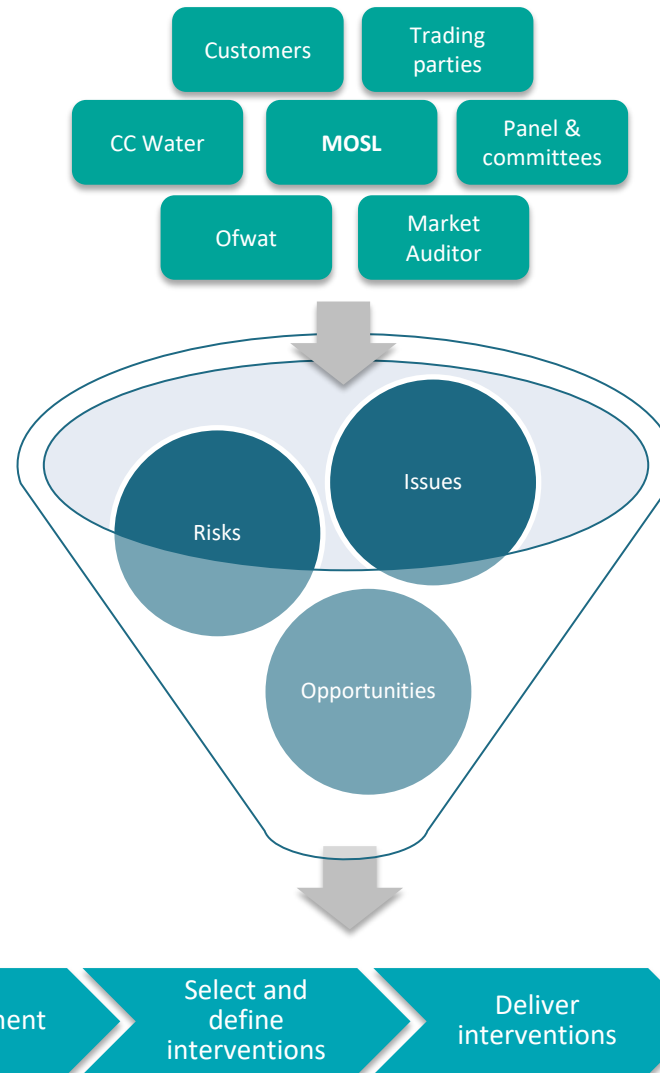 Customers
Trading
parties
CC Water
MOSL
Panel &
committees
Ofwat
Market
Auditor
Issues
Risks
Opportunities
Select and
define
interventions
Deliver
interventions